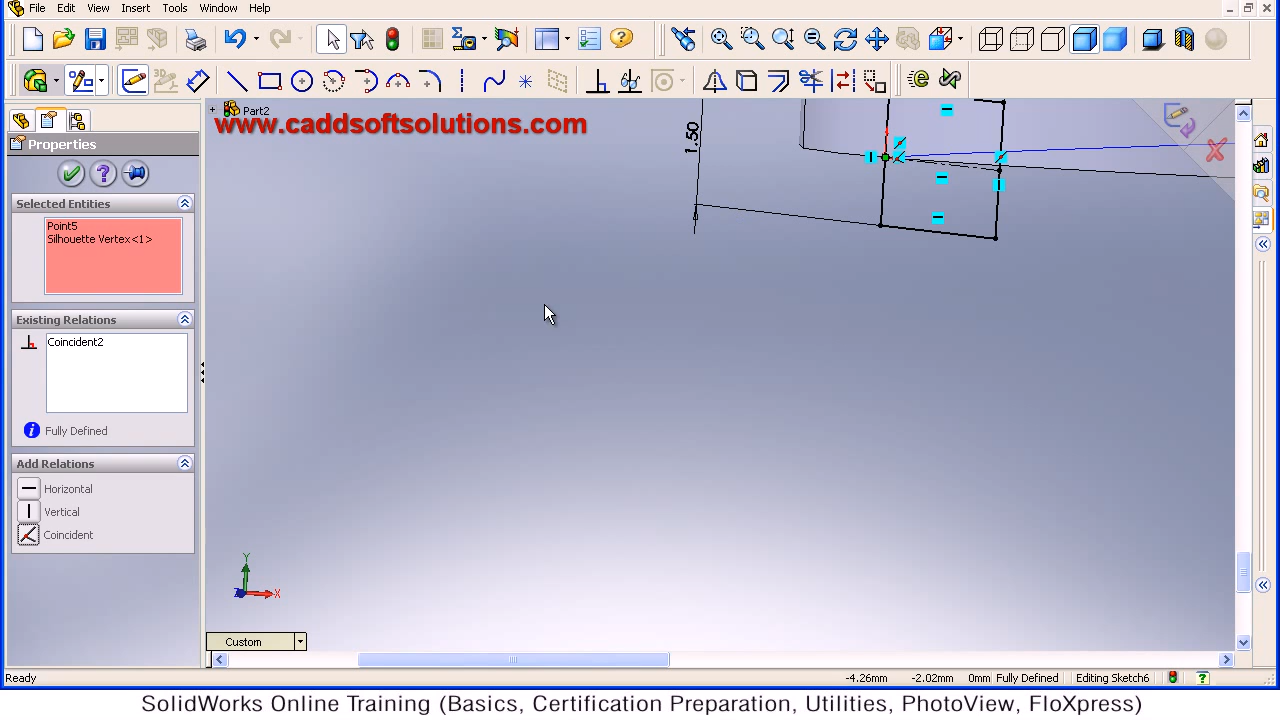 File Edit View Insert Tools Window Help
Part2
www.caddsoftsolutions.com
Properties
Selected Entities
Point5
Silhouette Vertex<1>
Existing Relations
Coincident2
Fully Defined
Add Relations
Horizontal
Vertical
Coincident
1.50
Y
X
Z
Custom
Ready -4.26mm -2.02mm 0mm Fully Defined Editing Sketch6
SolidWorks Online Training (Basics, Certification Preparation, Utilities, PhotoView, FloXpress)